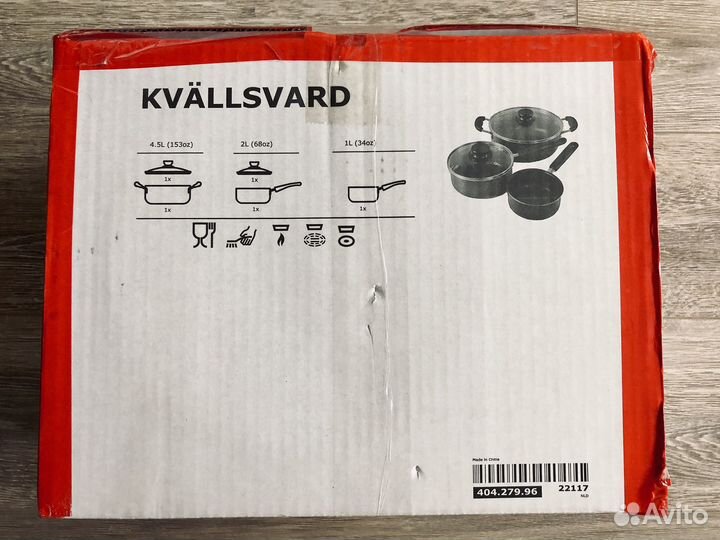 KVÄLLSVARD
4.5L (153oz) 2L (68oz) 1L (34oz)
1x 1x
1x 1x 1x
Made in China
404.279.96 22117
NLD
Avito